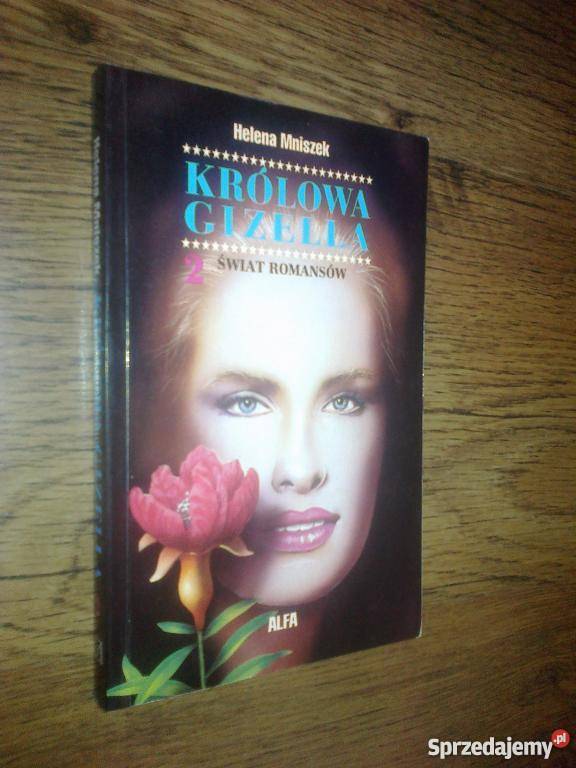 Helena Mniszek
KRÓLOWA
GIZELLA
2 ŚWIAT ROMANSÓW
ALFA
Sprzedajemy.pl